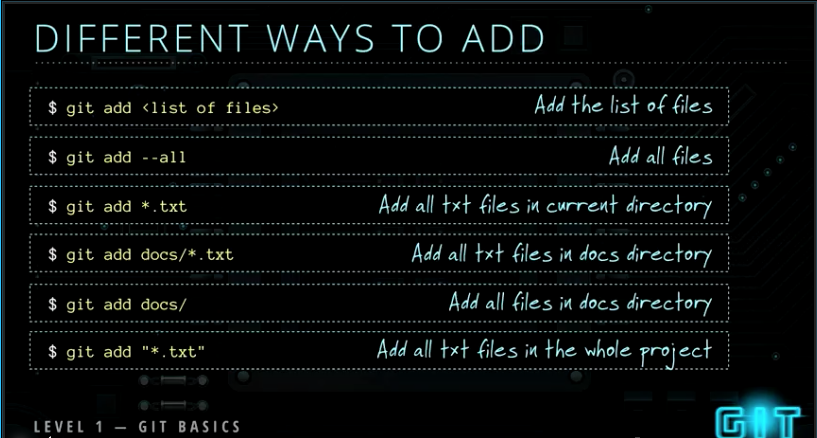 DIFFERENT WAYS TO ADD
$ git add <list of files> Add the list of files
$ git add --all Add all files
$ git add *.txt Add all txt files in current directory
$ git add docs/*.txt Add all txt files in docs directory
$ git add docs/ Add all files in docs directory
$ git add "*.txt" Add all txt files in the whole project
LEVEL 1 — GIT BASICS
GIT